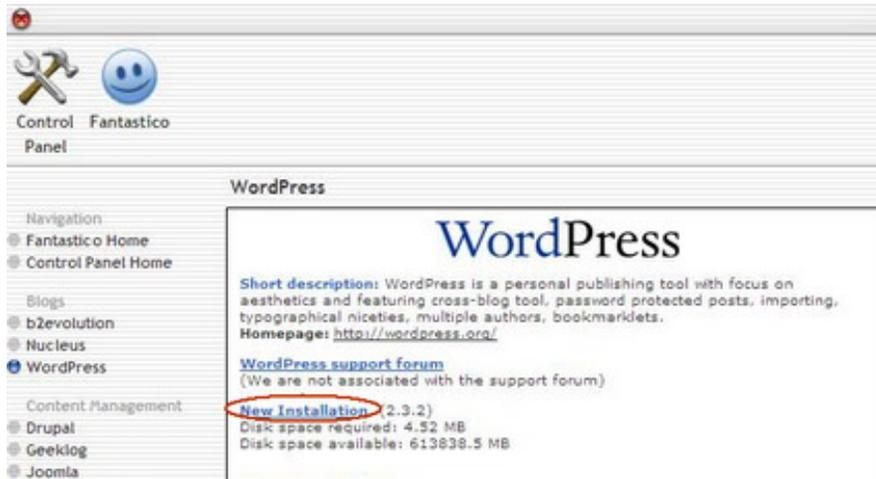 Control Panel
Fantastico
WordPress
Navigation
Fantastico Home
Control Panel Home
Blogs
b2evolution
Nucleus
WordPress
Content Management
Drupal
Geeklog
Joomla
WordPress
Short description: WordPress is a personal publishing tool with focus on
aesthetics and featuring cross-blog tool, password protected posts, importing,
typographical niceties, multiple authors, bookmarklets.
Homepage: http://wordpress.org/
WordPress support forum
(We are not associated with the support forum)
New Installation (2.3.2)
Disk space required: 4.52 MB
Disk space available: 613838.5 MB